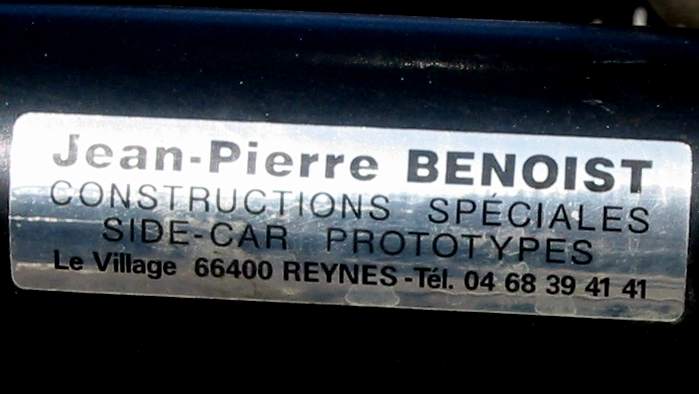 Jean-Pierre BENOIST
CONSTRUCTIONS SPÉCIALES
SIDE-CAR PROTOTYPES
Le Village 66400 REYNES - Tél. 04 68 39 41 41